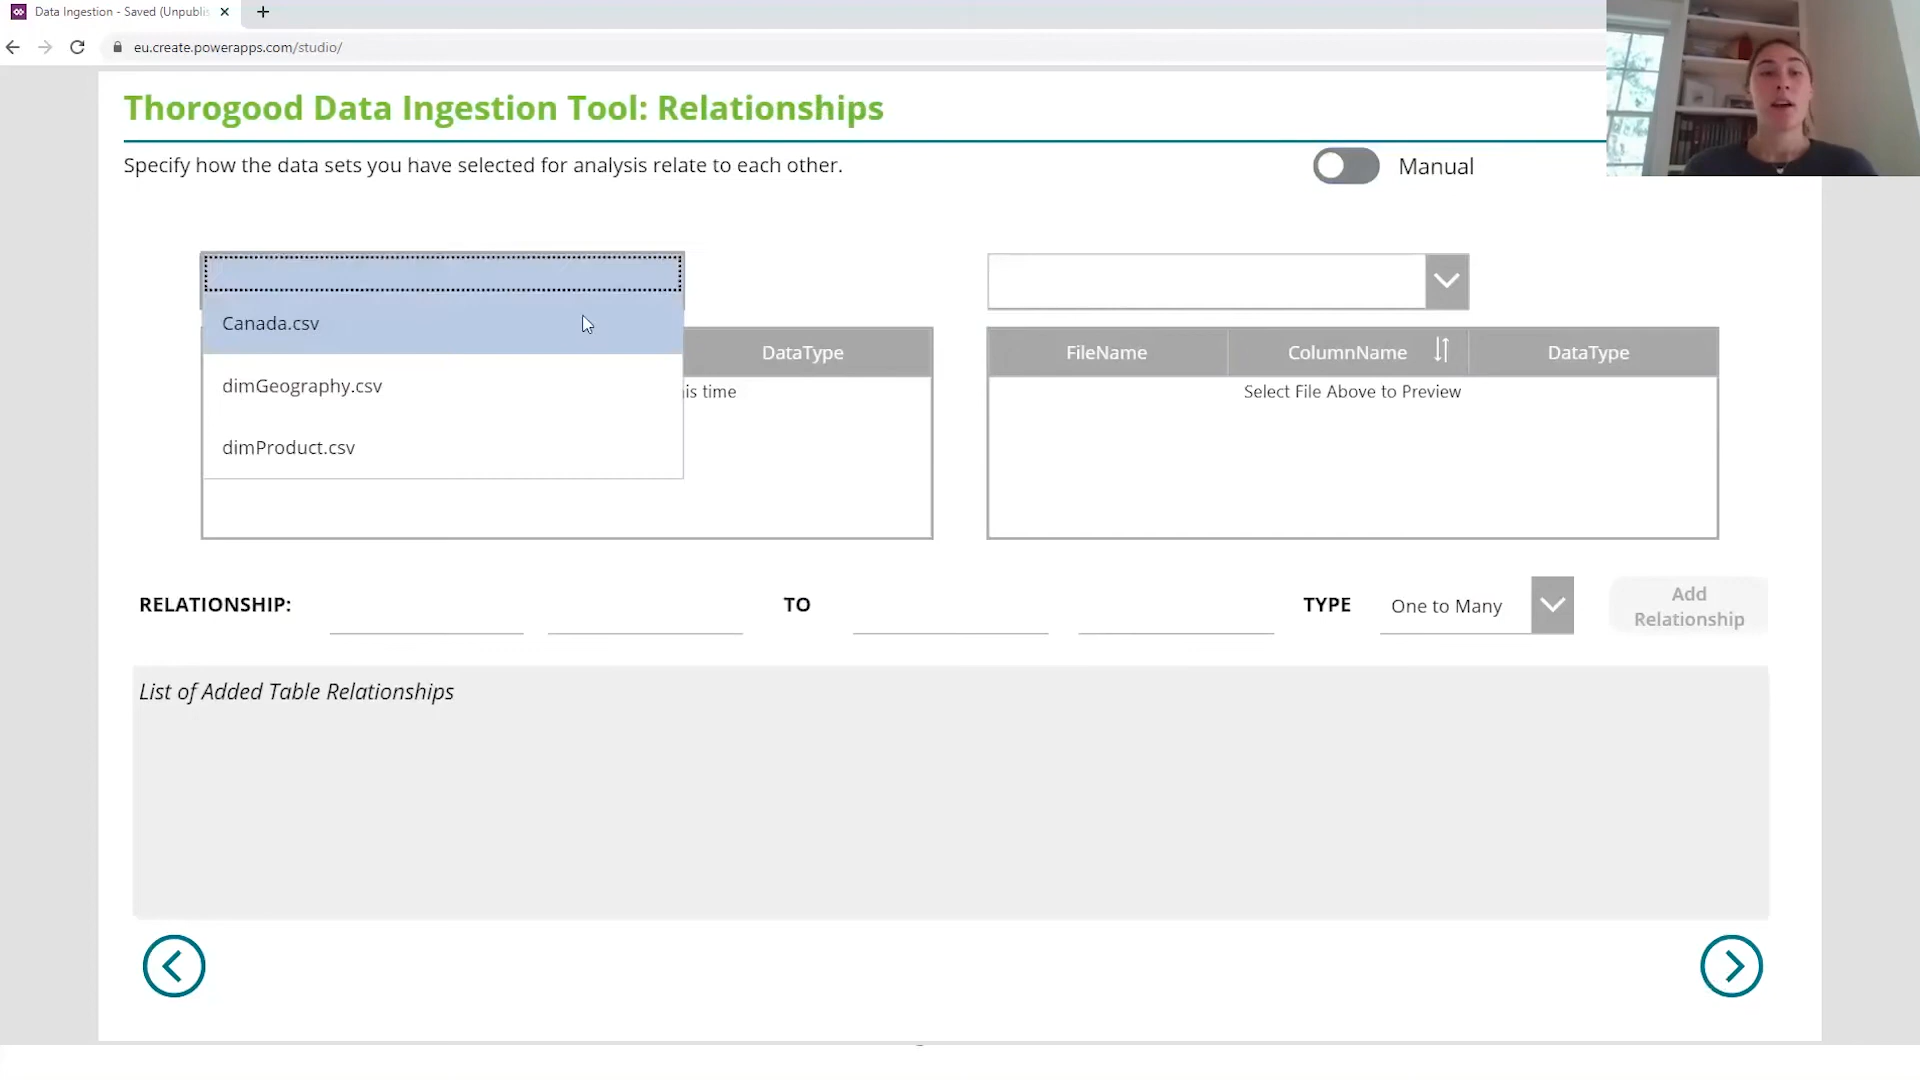 Data Ingestion - Saved (Unpublis
eu.create.powerapps.com/studio/
Thorogood Data Ingestion Tool: Relationships
Specify how the data sets you have selected for analysis relate to each other.
Manual
Canada.csv
dimGeography.csv
dimProduct.csv
DataType
is time
FileName
ColumnName
DataType
Select File Above to Preview
RELATIONSHIP:
TO
TYPE
One to Many
Add
Relationship
List of Added Table Relationships